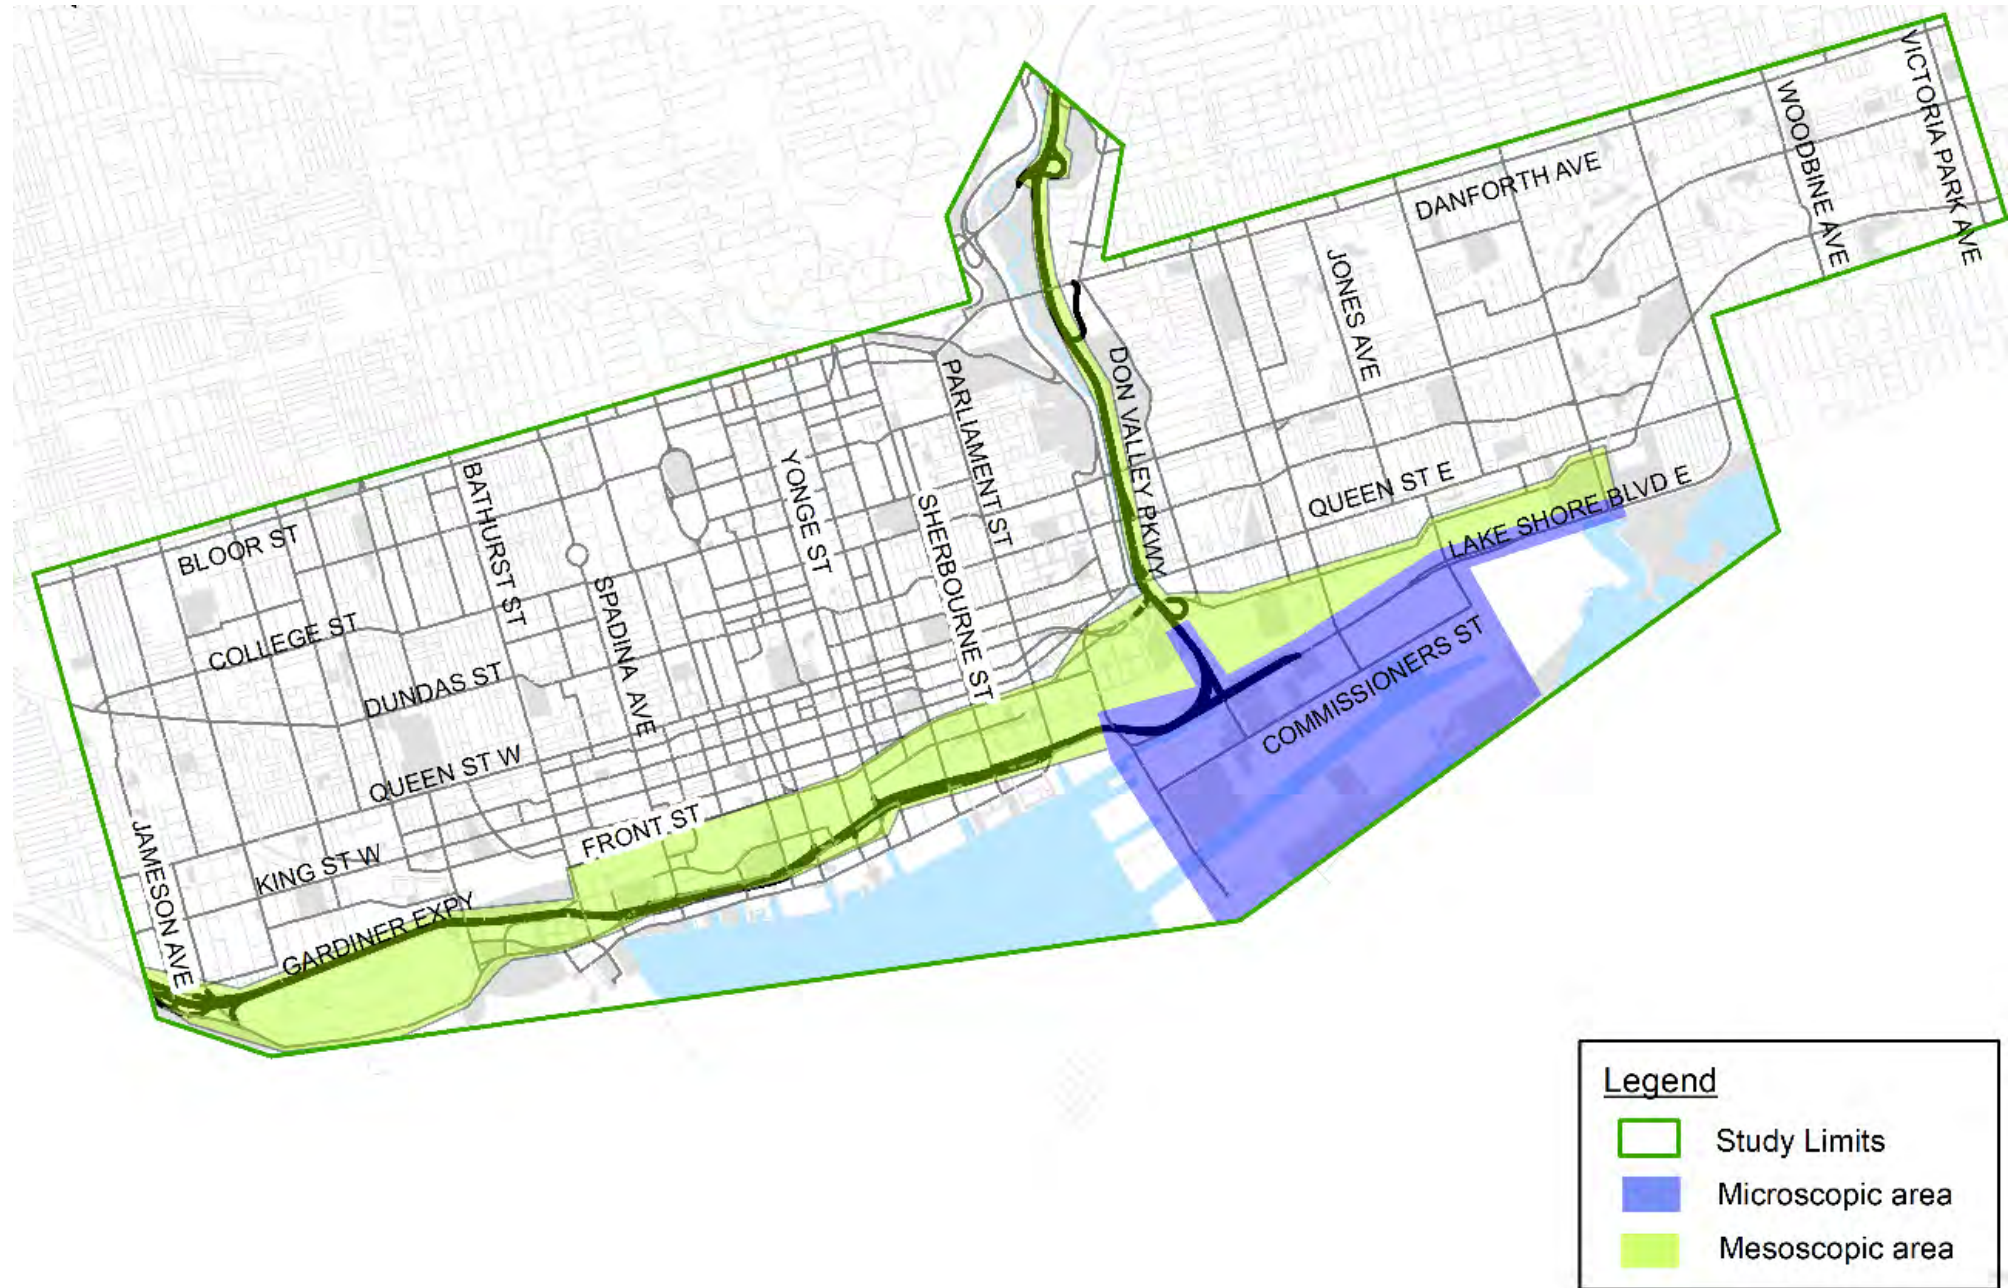 VICTORIA PARK AVE
WOODBINE AVE
DANFORTH AVE
JONES AVE
DON VALLEY PKWY
PARLIAMENT ST
YONGE ST
BATHURST ST
SHERBOURNE ST
QUEEN ST E
LAKE SHORE BLVD E
BLOOR ST
SPADINA AVE
COLLEGE ST
DUNDAS ST
COMMISSIONERS ST
QUEEN ST W
FRONT ST
JAMESON AVE
KING ST W
GARDINER EXPY
Legend
Study Limits
Microscopic area
Mesoscopic area